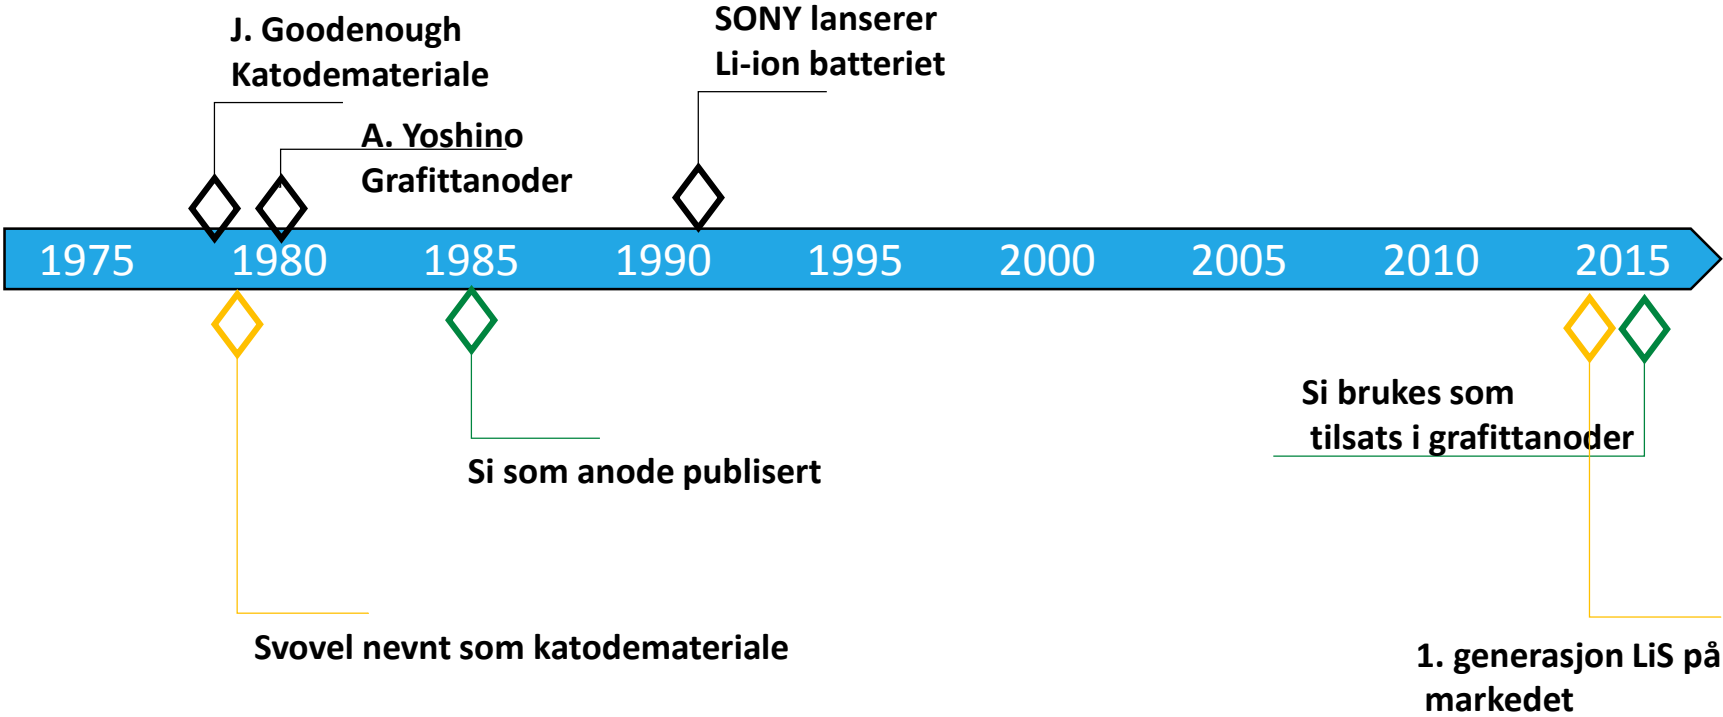 J. Goodenough
Katodemateriale
A. Yoshino
Grafittanoder
SONY lanserer
Li-ion batteriet
1975 1980 1985 1990 1995 2000 2005 2010 2015
Si brukes som
tilsats i grafittanoder
Si som anode publisert
Svovel nevnt som katodemateriale
1. generasjon LiS på
markedet